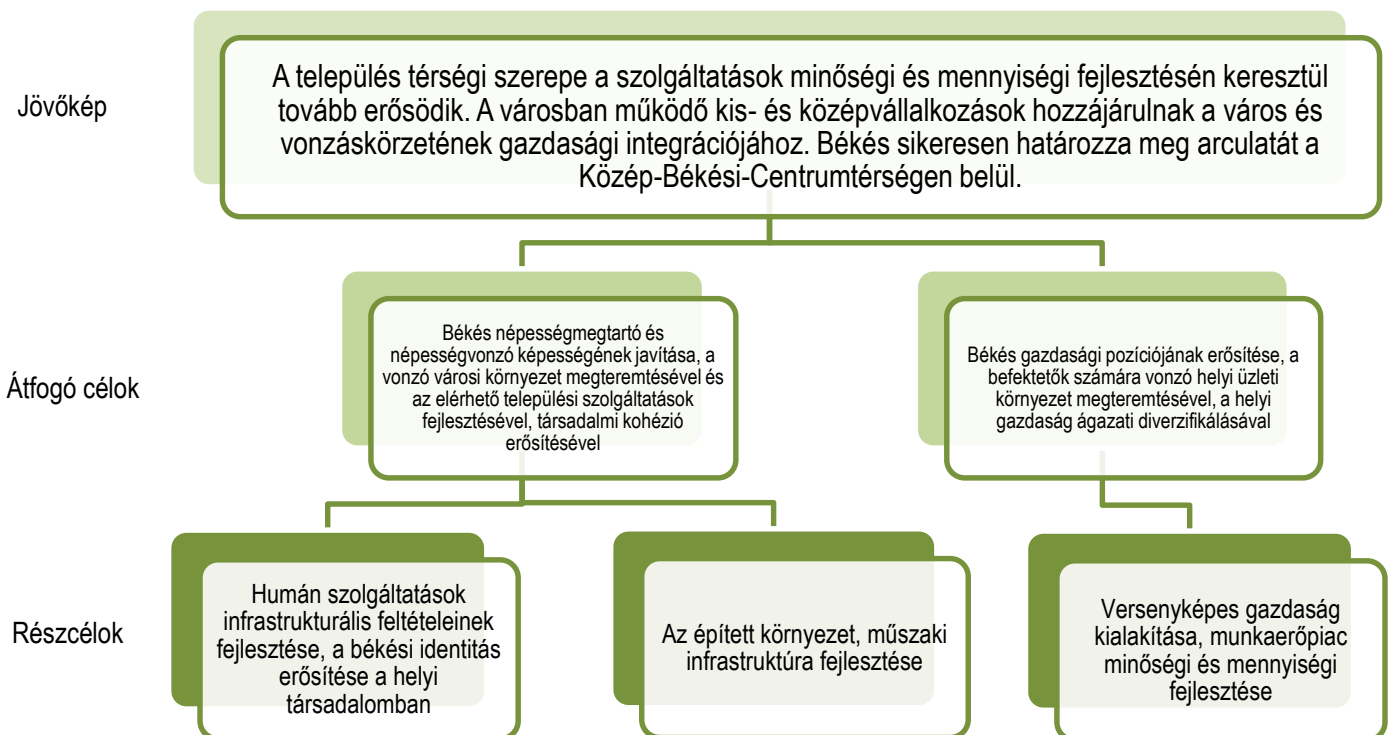 Jövőkép
A település térségi szerepe a szolgáltatások minőségi és mennyiségi fejlesztésén keresztül
tovább erősödik. A városban működő kis- és középvállalkozások hozzájárulnak a város és
vonzáskörzetének gazdasági integrációjához. Békés sikeresen határozza meg arculatát a
Közép-Békési-Centrumtérségen belül.
Átfogó célok
Békés népességmegtartó és
népességvonzó képességének javítása, a
vonzó városi környezet megteremtésével és
az elérhető települési szolgáltatások
fejlesztésével, társadalmi kohézió
erősítésével
Békés gazdasági pozíciójának erősítése, a
befektetők számára vonzó helyi üzleti
környezet megteremtésével, a helyi
gazdaság ágazati diverzifikálásával
Részcélok
Humán szolgáltatások
infrastrukturális feltételeinek
fejlesztése, a békési identitás
erősítése a helyi
társadalomban
Az épített környezet, műszaki
infrastruktúra fejlesztése
Versenyképes gazdaság
kialakítása, munkaerőpiac
minőségi és mennyiségi
fejlesztése